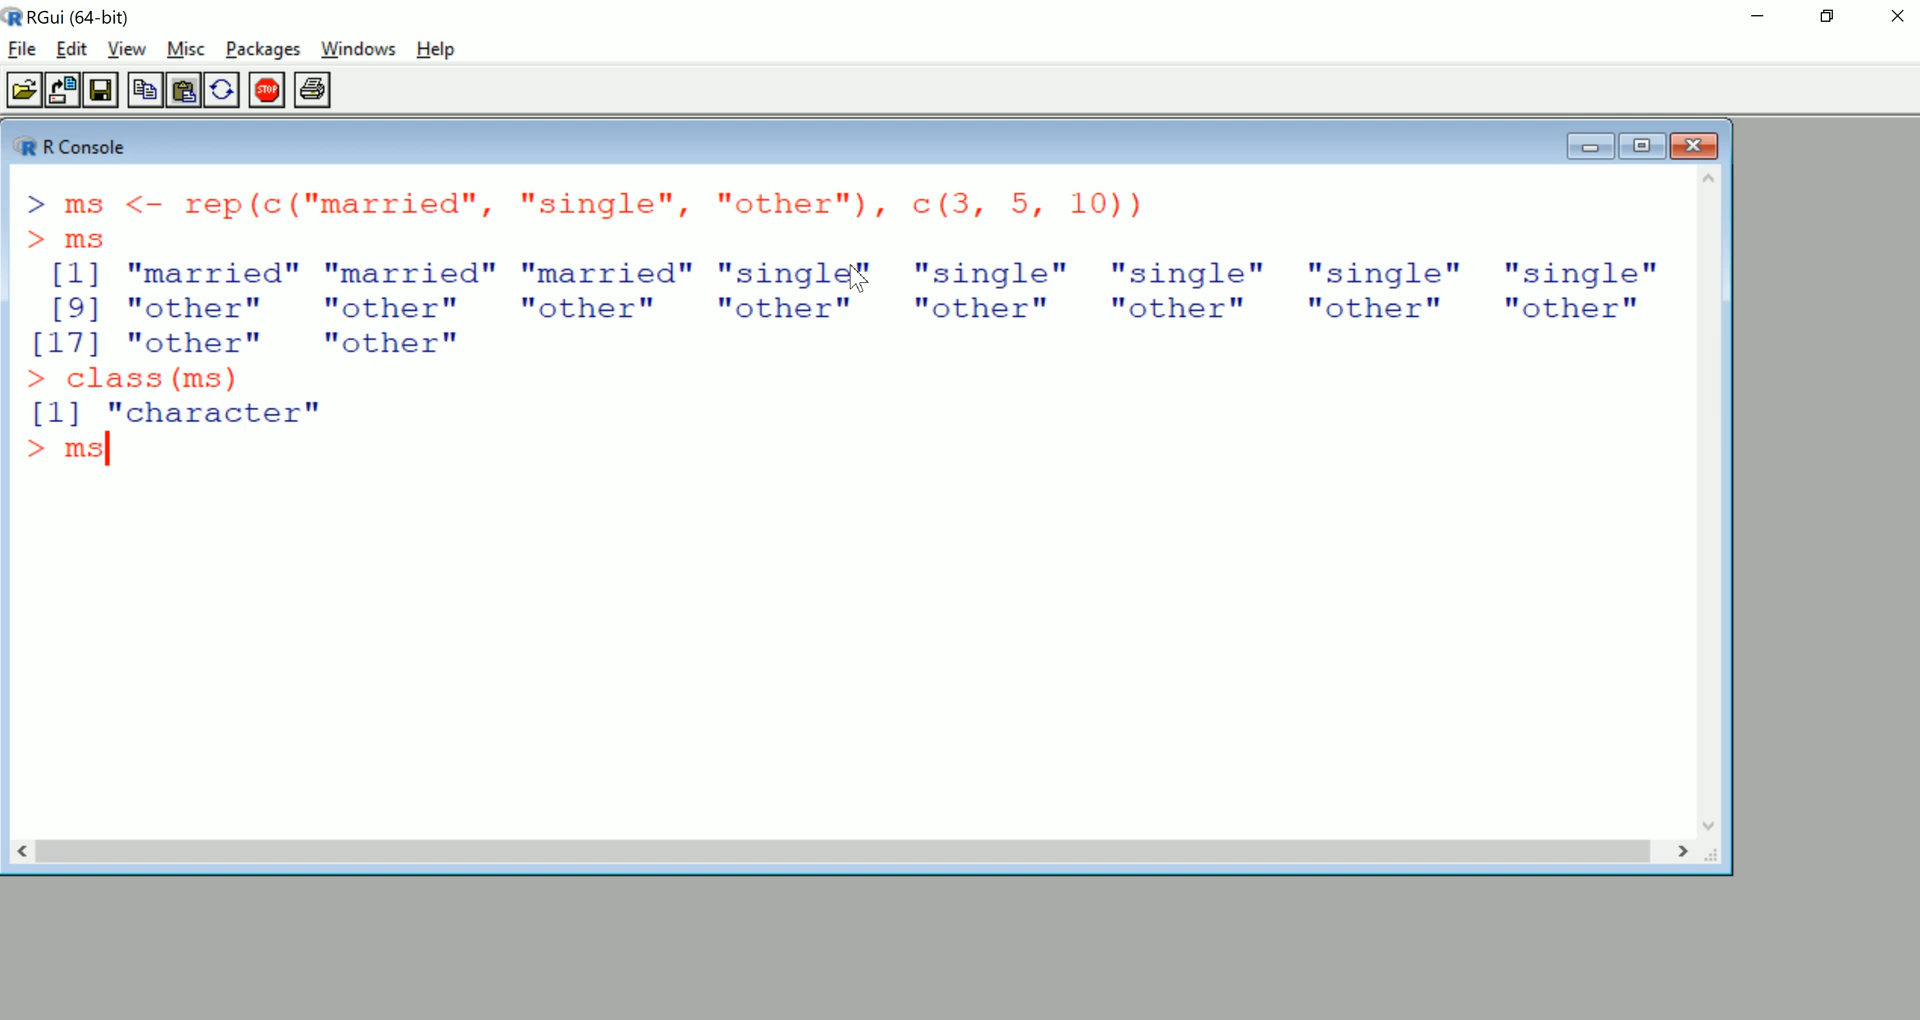 RGui (64-bit)
File Edit View Misc Packages Windows Help
STOP
R Console
> ms <- rep(c("married", "single", "other"), c(3, 5, 10))
> ms
 [1] "married" "married" "married" "single"  "single"  "single"  "single"  "single"
 [9] "other"   "other"   "other"   "other"   "other"   "other"   "other"   "other"
[17] "other"   "other"
> class(ms)
[1] "character"
> ms